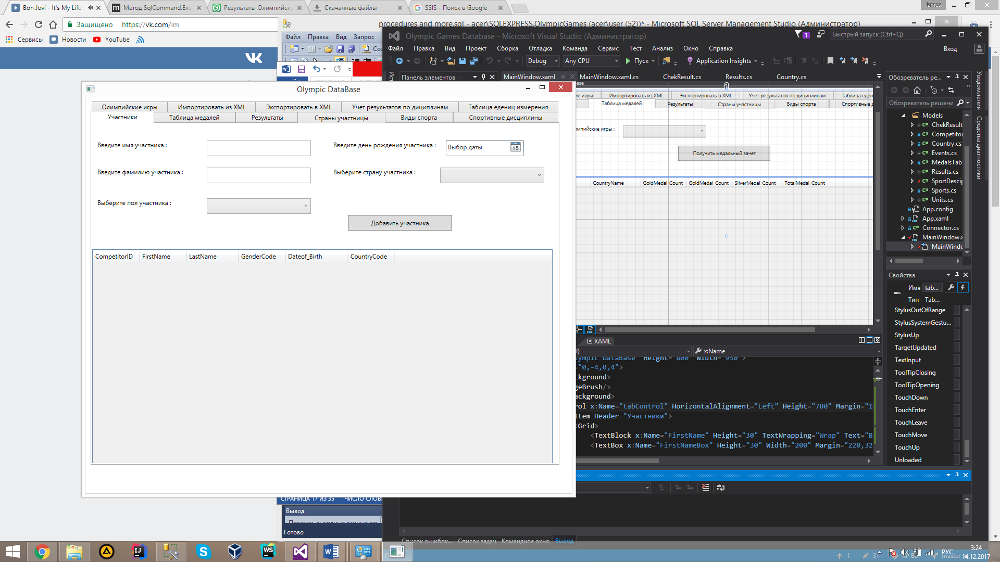 Bon Jovi - It's My Life
Метод SqlCommand.Exe
Результаты Олимпийск
Скачанные файлы
SSIS - Поиск в Google
James
Защищено
https://vk.com/im
Сервисы
Новости
YouTube
procedures and more.sql - acer\SQLEXPRESS.OlympicGames (acer\user (52))* - Microsoft SQL Server Management Studio (Администратор)
Файл Правка Вид Запрос
Olympic Games Database - Microsoft Visual Studio (Администратор)
1
Быстрый запуск (Ctrl+Q)
Файл Правка Вид Проект Сборка Отладка Команда Сервис Тест Анализ Окно Справка
Вход
Debug
Any CPU
Пуск
Application Insights
Панель элементов
MainWindow.xaml
MainWindow.xaml.cs
ChekResult.cs
Results.cs
Country.cs
Обозреватель ре...
Уведомления
Средства диагностики
Обозреватель решени
Models
ChekResult
Competitor
Country.cs
Events.cs
MedalsTab
Results.cs
SportDescip
Sports.cs
Units.cs
App.config
App.xaml
Connector.cs
MainWindow.x
MainWindo
Olympic DataBase
Олимпийские игры
Импортировать из XML
Экспортировать в XML
Учет результатов по дициплинам
Таблица едениц измерения
Участники
Таблица медалей
Результаты
Страны участницы
Виды спорта
Спортивные дисциплины
Введите имя участника :
Введите день рождения участника :
Выбор даты
15
Введите фамилию участника :
Выберите страну участника :
Выберите пол участника :
Добавить участника
CompetitorID FirstName LastName GenderCode Dateof_Birth CountryCode
ие игры
Импортировать из XML
Экспортировать в XML
Учет результатов по дициплинам
Таблица един
Таблица медалей
Результаты
Страны участницы
Виды спорта
Спортивные д
импийские игры :
Получить медальный зачет
CountryName GoldMedal_Count GoldMedal_Count SilverMedal_Count TotalMedal_Count
XAML
x:Name
lympic DataBase" Height="800" Width="950">
="0,-4,0,4">
ckground>
geBrush/>
ackground>
rol x:Name="tabControl" HorizontalAlignment="Left" Height="700" Margin="10
Item Header="Участники">
<Grid>
<TextBlock x:Name="FirstName" Height="30" TextWrapping="Wrap" Text="В
<TextBox x:Name="FirstNameBox" Height="30" Width="200" Margin="220,32
Свойства
Имя tab...
Тип Tab...
StylusOutOfRange
StylusSystemGestu...
StylusUp
TargetUpdated
TextInput
ToolTipClosing
ToolTipOpening
TouchDown
TouchEnter
TouchLeave
TouchMove
TouchUp
Unloaded
СТРАНИЦА 17 ИЗ 35 ЧИСЛО СЛОВ:
Вывод
Показать выходные данные от
Готово
Список ошибок... Список задач Командное окно Вывод
1
31
master
РУС
3:24
14.12.2017